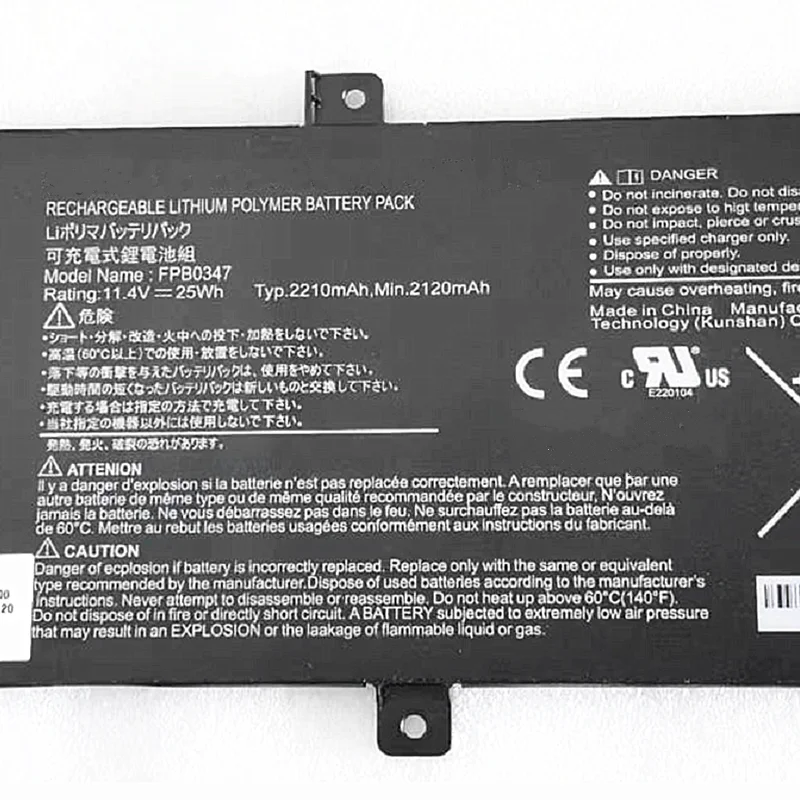 RECHARGEABLE LITHIUM POLYMER BATTERY PACK
Liポリマバッテリパック
可充電式鋰電池組
Model Name : FPB0347
Rating:11.4V⎓25Wh Typ.2210mAh,Min.2120mAh
危険
•ショート・分解・改造・火中への投下・加熱をしないで下さい。
•高温(60°C以上)での使用・放置をしないで下さい。
•落下等の衝撃を与えたバッテリパックは、使用をやめて下さい。
•駆動時間の短くなったバッテリパックは新しいものと交換して下さい。
•充電する場合は指定の方法で充電して下さい。
•当社指定の機器以外には使用しないで下さい。
発熱, 発火、破裂の恐れがあります。
ATTENION
Il y a danger d'explosion si la batterie n'est pas replacée correctement. A remplacer que par une
autre batterie de même type ou de même qualité recommandée par le constructeur, N'ouvrez
jamais la batterie. Ne vous débarrassez pas dans le feu. Ne surchauffez pas la batterie au-delà
de 60°C. Mettre au rebut les batteries usagées conformément aux instructions du fabricant.
CAUTION
Danger of ecplosion if battery is incorrectly replaced. Replace only with the same or equivalent
type recommended by the manufacturer.Dispose of used batteries according to the manufacturer's
instructions. Never attempt to disassemble or reassemble. Do not heat up above 60°C(140°F).
Do not dispose of in fire or directly short circuit. A BATTERY subjected to extremely low air pressure
that may result in an EXPLOSION or the leakage of flammable liquid or gas.
DANGER
• Do not incinerate. Do not disa
• Do not expose to higt temper
• Do not impact, pierce or crus
• Use specified charger only.
• Dispose of properly.
• Use only with designated de
May cause overheating, fire
Made in China Manufac
Technology (Kunshan) C
CE
c RU US
E220104
00
20